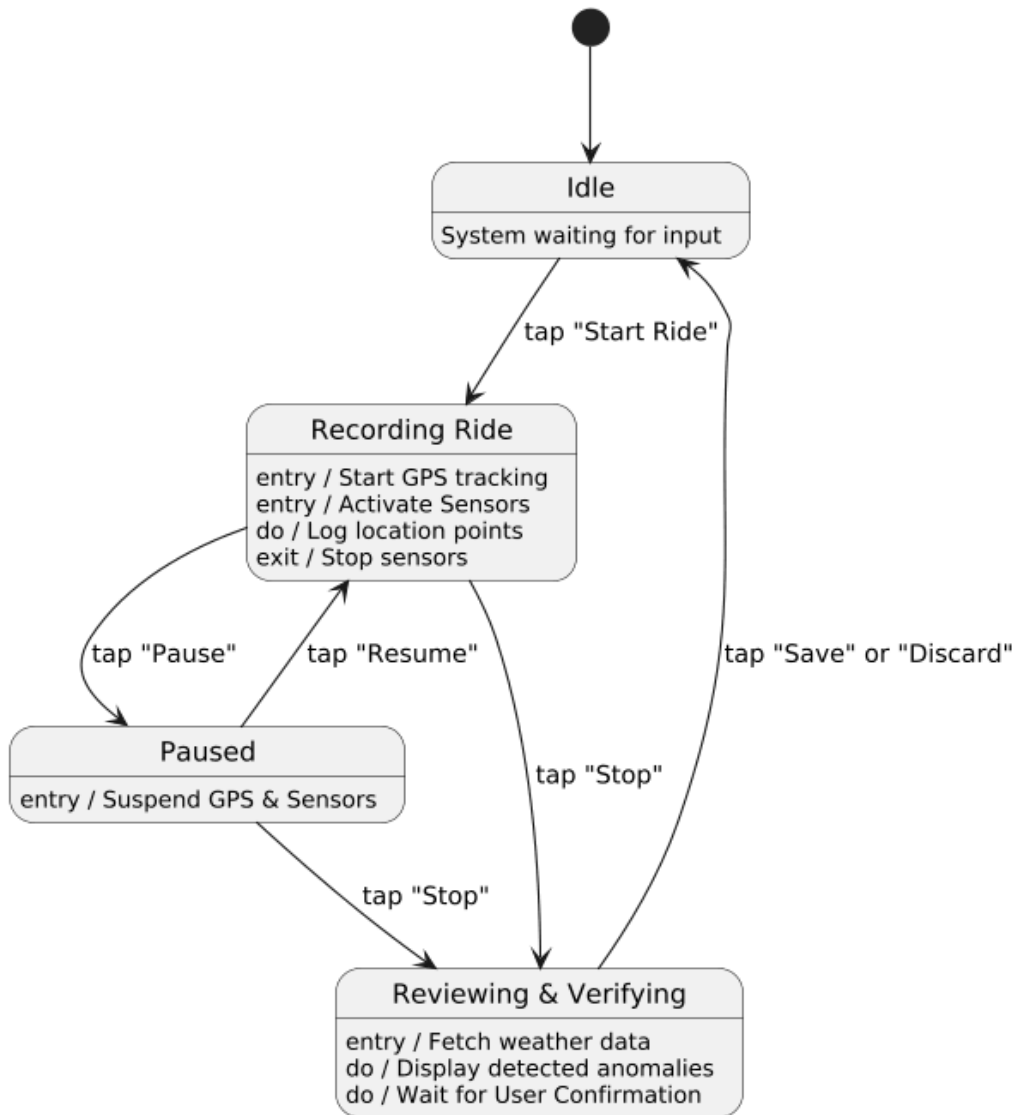 Idle
System waiting for input
tap "Start Ride"
Recording Ride
entry / Start GPS tracking
entry / Activate Sensors
do / Log location points
exit / Stop sensors
tap "Pause"
tap "Resume"
tap "Save" or "Discard"
Paused
entry / Suspend GPS & Sensors
tap "Stop"
tap "Stop"
Reviewing & Verifying
entry / Fetch weather data
do / Display detected anomalies
do / Wait for User Confirmation